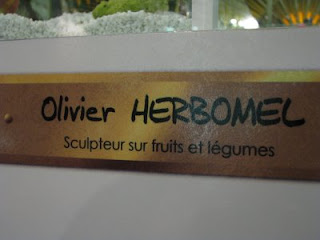 Olivier HERBOMEL
Sculpteur sur fruits et légumes